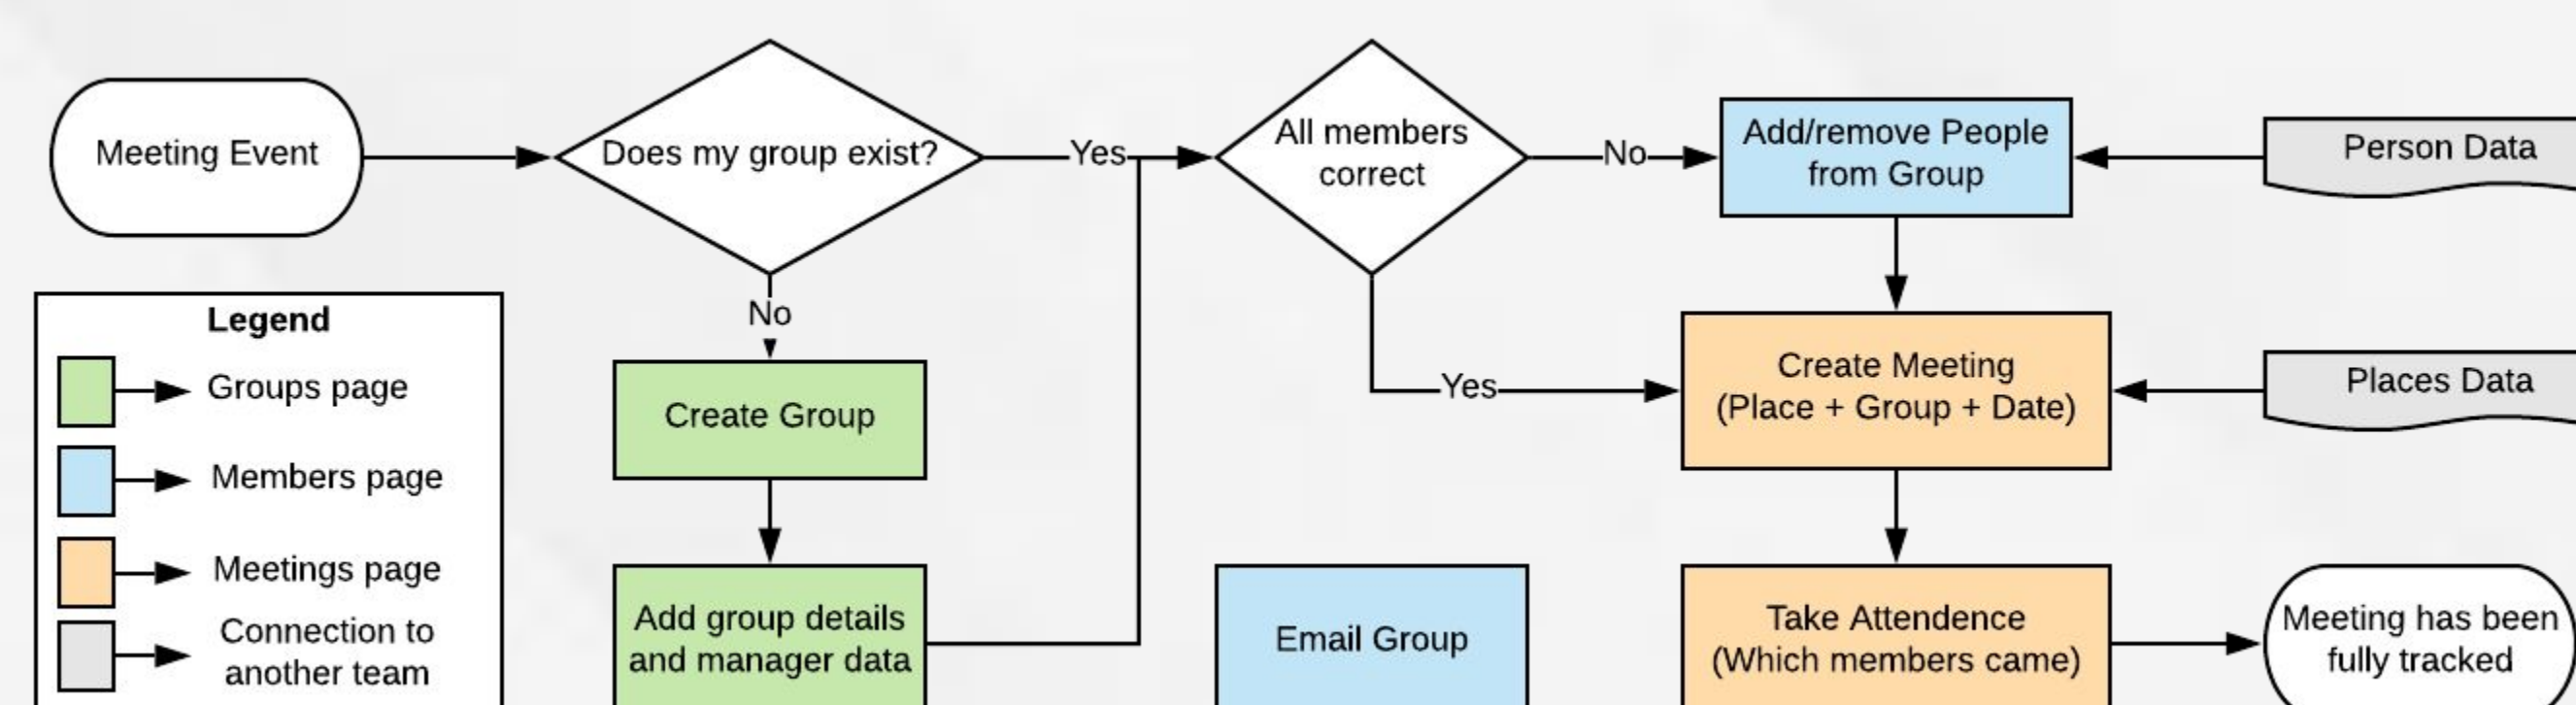 Meeting Event
Does my group exist?
Yes
All members
correct
No
Add/remove People
from Group
Person Data
No
Legend
Groups page
Members page
Meetings page
Connection to
another team
Create Group
Yes
Create Meeting
(Place + Group + Date)
Places Data
Add group details
and manager data
Email Group
Take Attendence
(Which members came)
Meeting has been
fully tracked